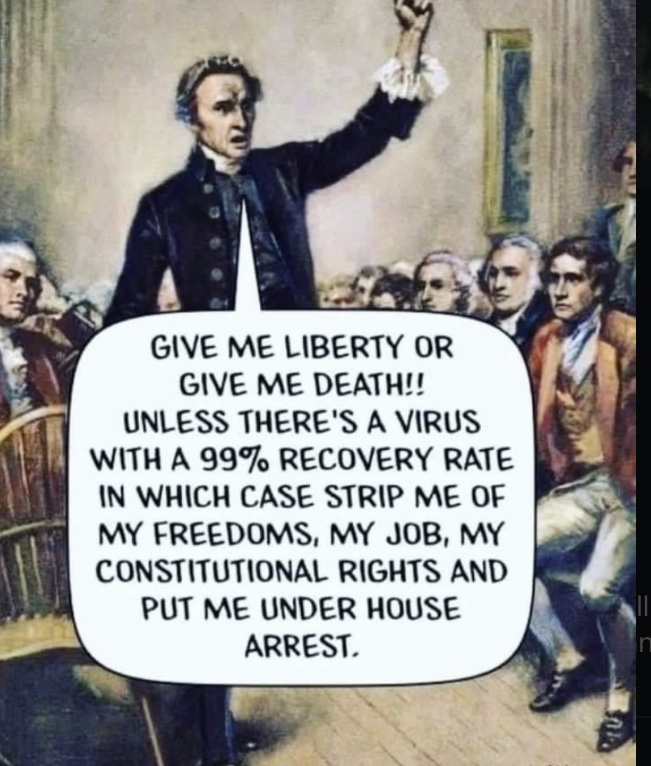 GIVE ME LIBERTY OR
GIVE ME DEATH!!
UNLESS THERE'S A VIRUS
WITH A 99% RECOVERY RATE
IN WHICH CASE STRIP ME OF
MY FREEDOMS, MY JOB, MY
CONSTITUTIONAL RIGHTS AND
PUT ME UNDER HOUSE
ARREST.